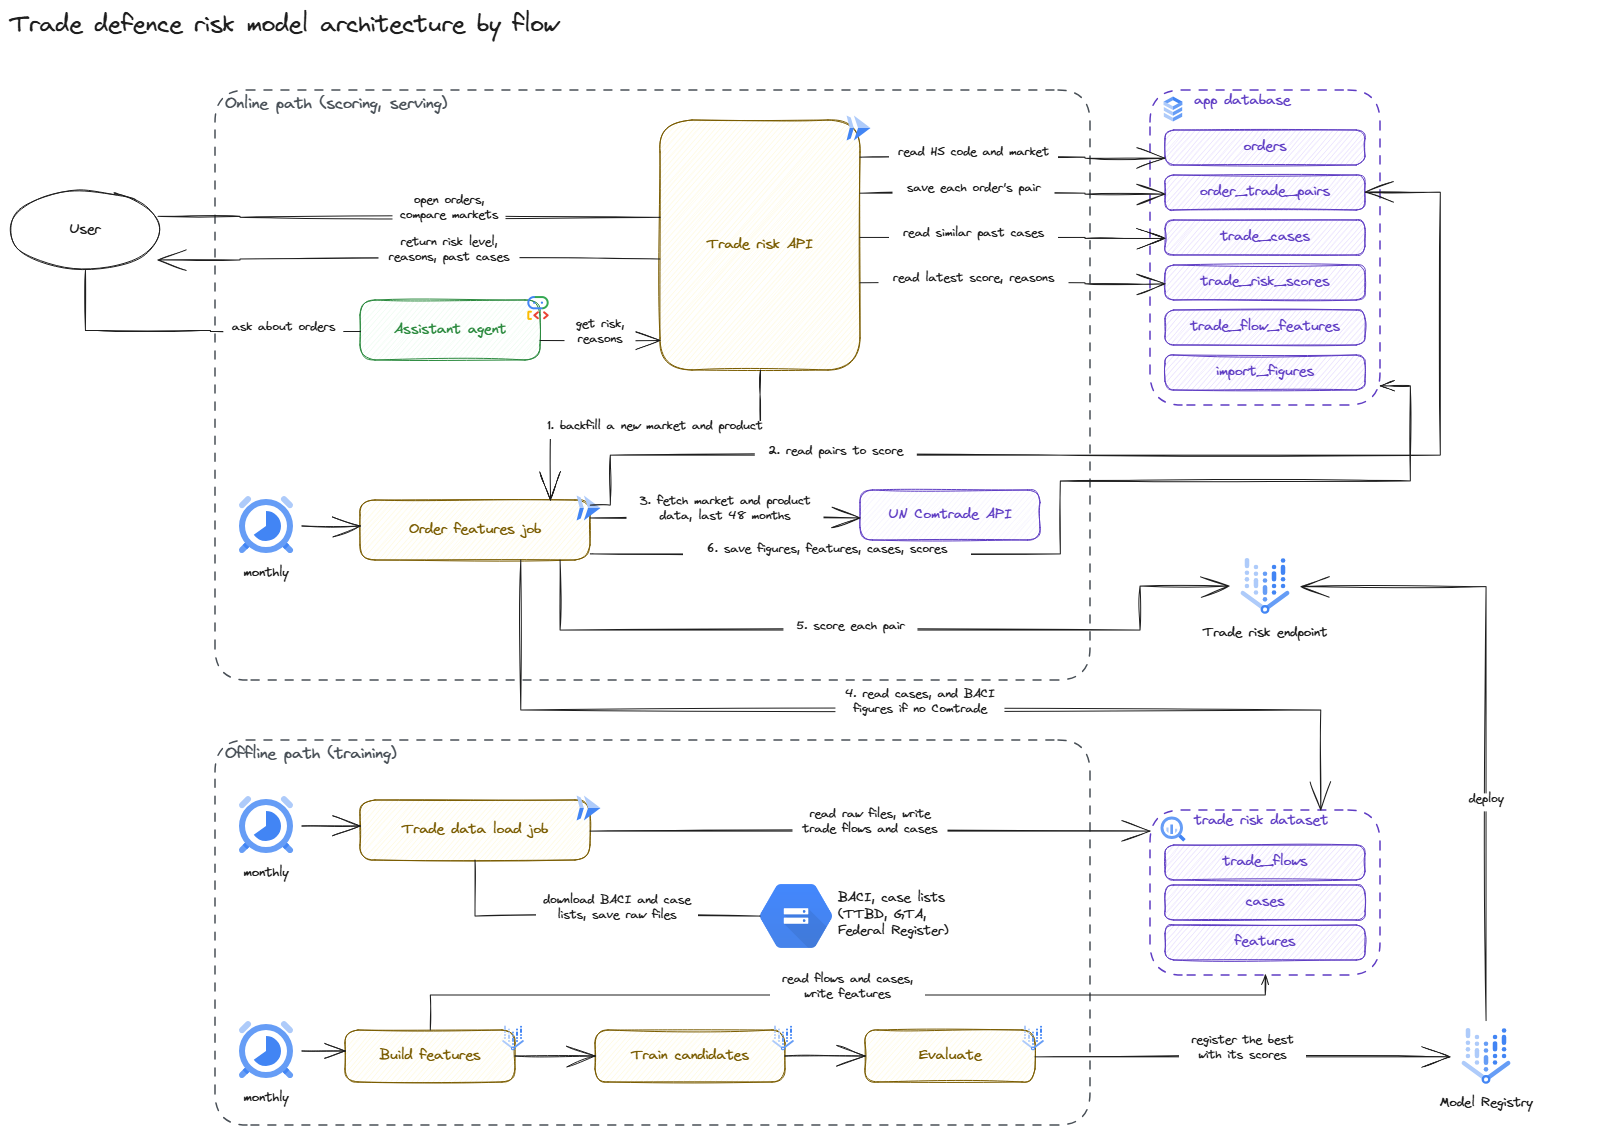 Trade defence risk model architecture by flow
Online path (scoring, serving)
app database
orders
order_trade_pairs
trade_cases
trade_risk_scores
trade_flow_features
import_figures
read HS code and market
save each order's pair
read similar past cases
read latest score, reasons
Trade risk API
open orders,
compare markets
return risk level,
reasons, past cases
User
ask about orders
Assistant agent
get risk,
reasons
1. backfill a new market and product
2. read pairs to score
3. fetch market and product
data, last 48 months
UN Comtrade API
Order features job
monthly
6. save figures, features, cases, scores
5. score each pair
Trade risk endpoint
4. read cases, and BACI
figures if no Comtrade
Offline path (training)
Trade data load job
monthly
read raw files, write
trade flows and cases
deploy
trade risk dataset
trade_flows
cases
features
download BACI and case
lists, save raw files
BACI, case lists
(TTBD, GTA,
Federal Register)
read flows and cases,
write features
Build features
Train candidates
Evaluate
monthly
register the best
with its scores
Model Registry